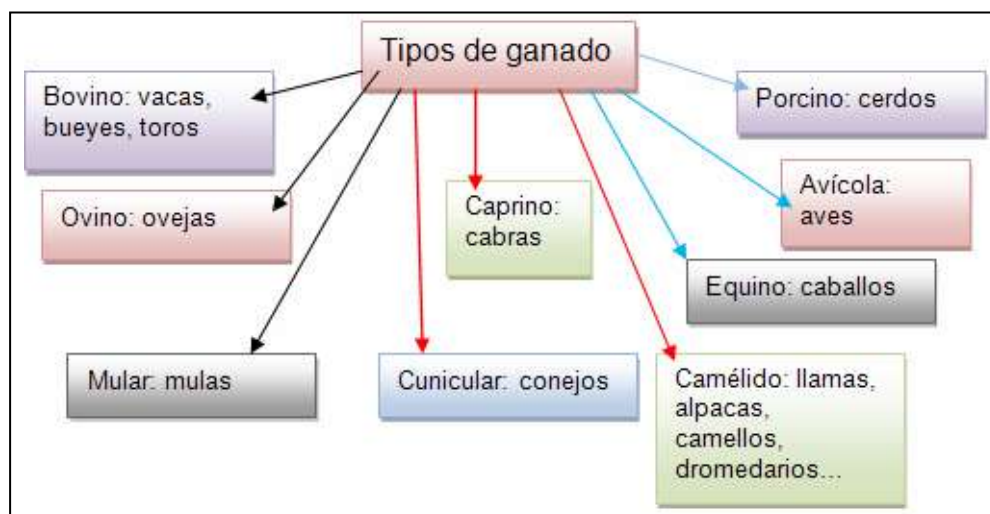 Tipos de ganado
Bovino: vacas,
bueyes, toros
Porcino: cerdos
Ovino: ovejas
Caprino:
cabras
Avícola:
aves
Equino: caballos
Mular: mulas
Cunicular: conejos
Camélido: llamas,
alpacas,
camellos,
dromedarios...